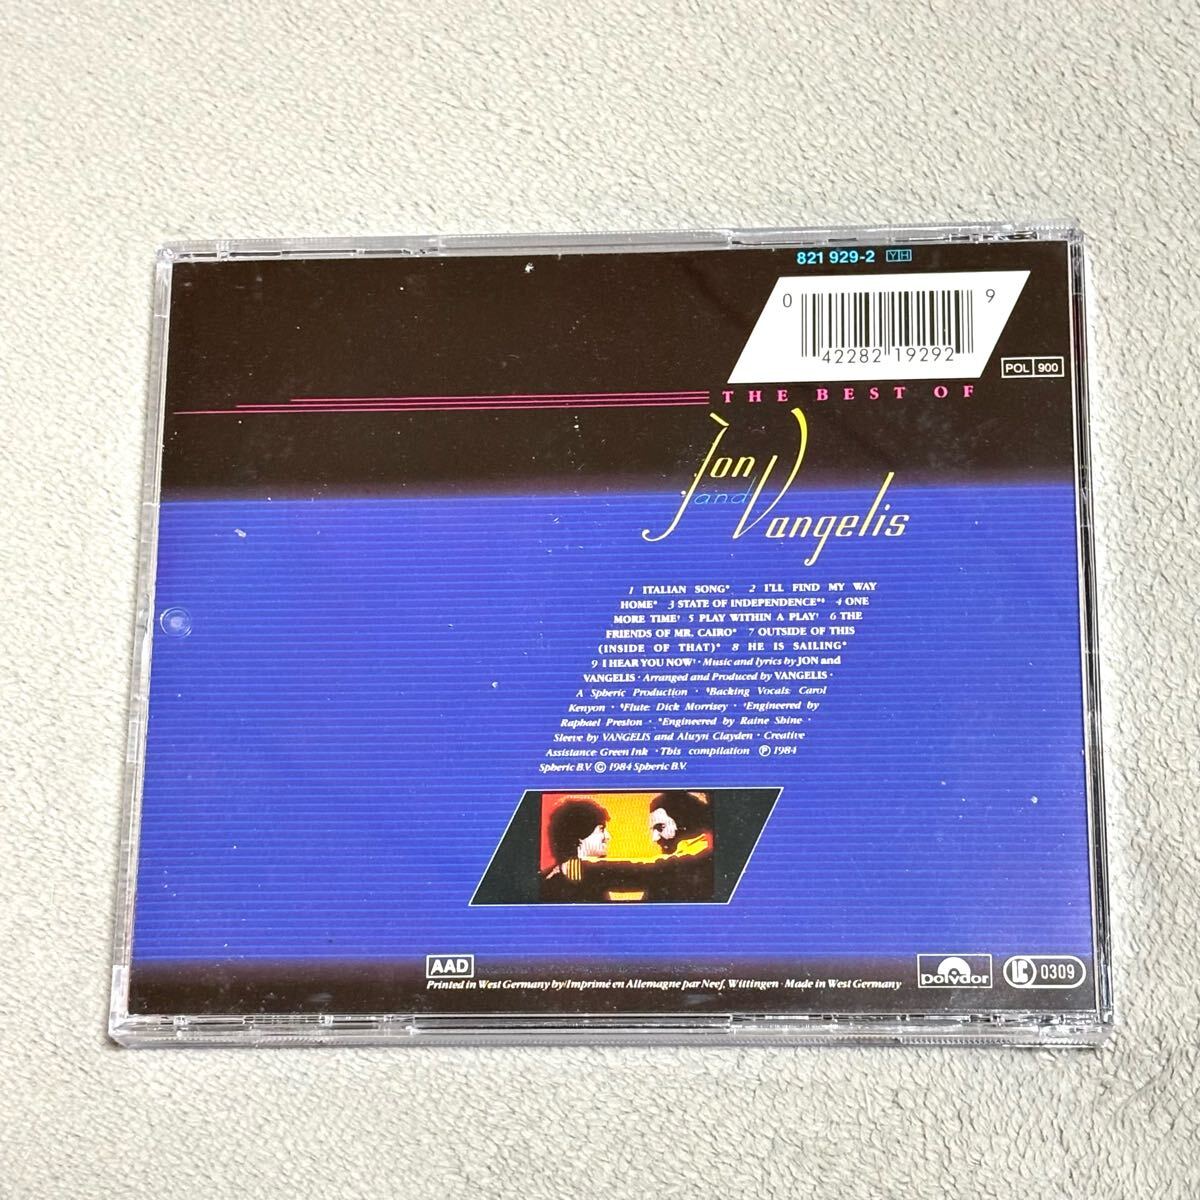 821 929-2 YH
0 42282 19292 9
POL 900
THE BEST OF
Jon
and
Vangelis
1 ITALIAN SONG* 2 I'LL FIND MY WAY
HOME* 3 STATE OF INDEPENDENCE*§ 4 ONE
MORE TIME† 5 PLAY WITHIN A PLAY† 6 THE
FRIENDS OF MR. CAIRO* 7 OUTSIDE OF THIS
(INSIDE OF THAT)* 8 HE IS SAILING*
9 I HEAR YOU NOW† · Music and lyrics by JON and
VANGELIS · Arranged and Produced by VANGELIS ·
A Spheric Production · Backing Vocals: Carol
Kenyon · Flute: Dick Morrisey · †Engineered by
Raphael Preston · *Engineered by Raine Shine ·
Sleeve by VANGELIS and Alwyn Clayden · Creative
Assistance: Green Ink · This compilation ℗ 1984
Spheric B.V. © 1984 Spheric B.V.
AAD
Printed in West Germany by/Imprimé en Allemagne par Neef, Wittingen · Made in West Germany
polydor
LC 0309